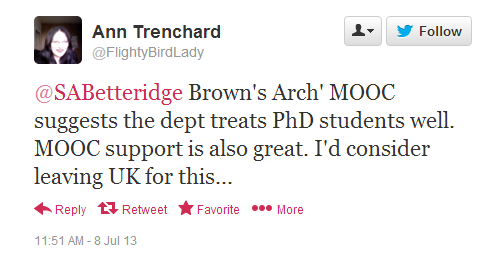 Ann Trenchard
@FlightyBirdLady
Follow
@SABetteridge Brown's Arch' MOOC
suggests the dept treats PhD students well.
MOOC support is also great. I'd consider
leaving UK for this...
Reply Retweet Favorite More
11:51 AM - 8 Jul 13